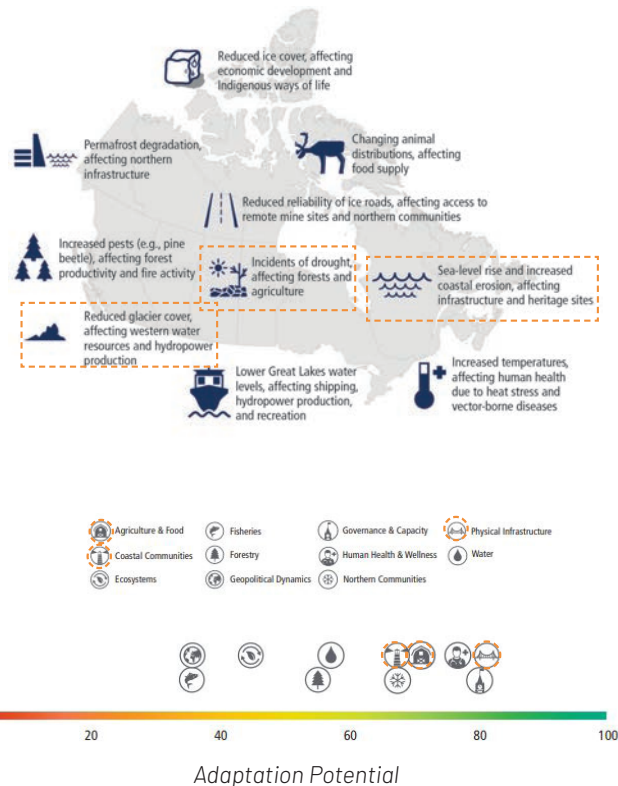 Reduced ice cover, affecting
economic development and
Indigenous ways of life
Permafrost degradation,
affecting northern
infrastructure
Changing animal
distributions, affecting
food supply
Reduced reliability of ice roads, affecting access to
remote mine sites and northern communities
Increased pests (e.g., pine
beetle), affecting forest
productivity and fire activity
Incidents of drought,
affecting forests and
agriculture
Sea-level rise and increased
coastal erosion, affecting
infrastructure and heritage sites
Reduced glacier cover,
affecting western water
resources and hydropower
production
Lower Great Lakes water
levels, affecting shipping,
hydropower production,
and recreation
Increased temperatures,
affecting human health
due to heat stress and
vector-borne diseases
Agriculture & Food
Fisheries
Governance & Capacity
Physical Infrastructure
Coastal Communities
Forestry
Human Health & Wellness
Water
Ecosystems
Geopolitical Dynamics
Northern Communities
20 40 60 80 100
Adaptation Potential